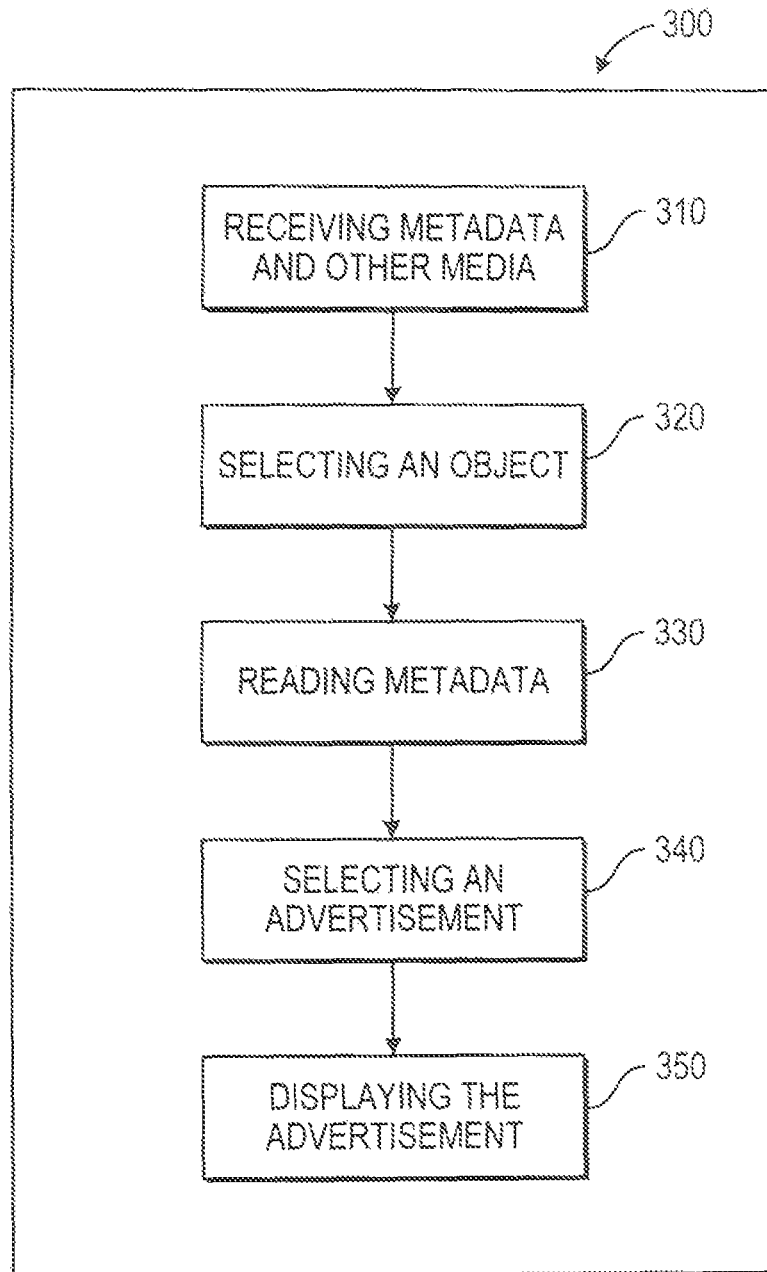 300
RECEIVING METADATA
AND OTHER MEDIA
310
SELECTING AN OBJECT
320
READING METADATA
330
SELECTING AN
ADVERTISEMENT
340
DISPLAYING THE
ADVERTISEMENT
350